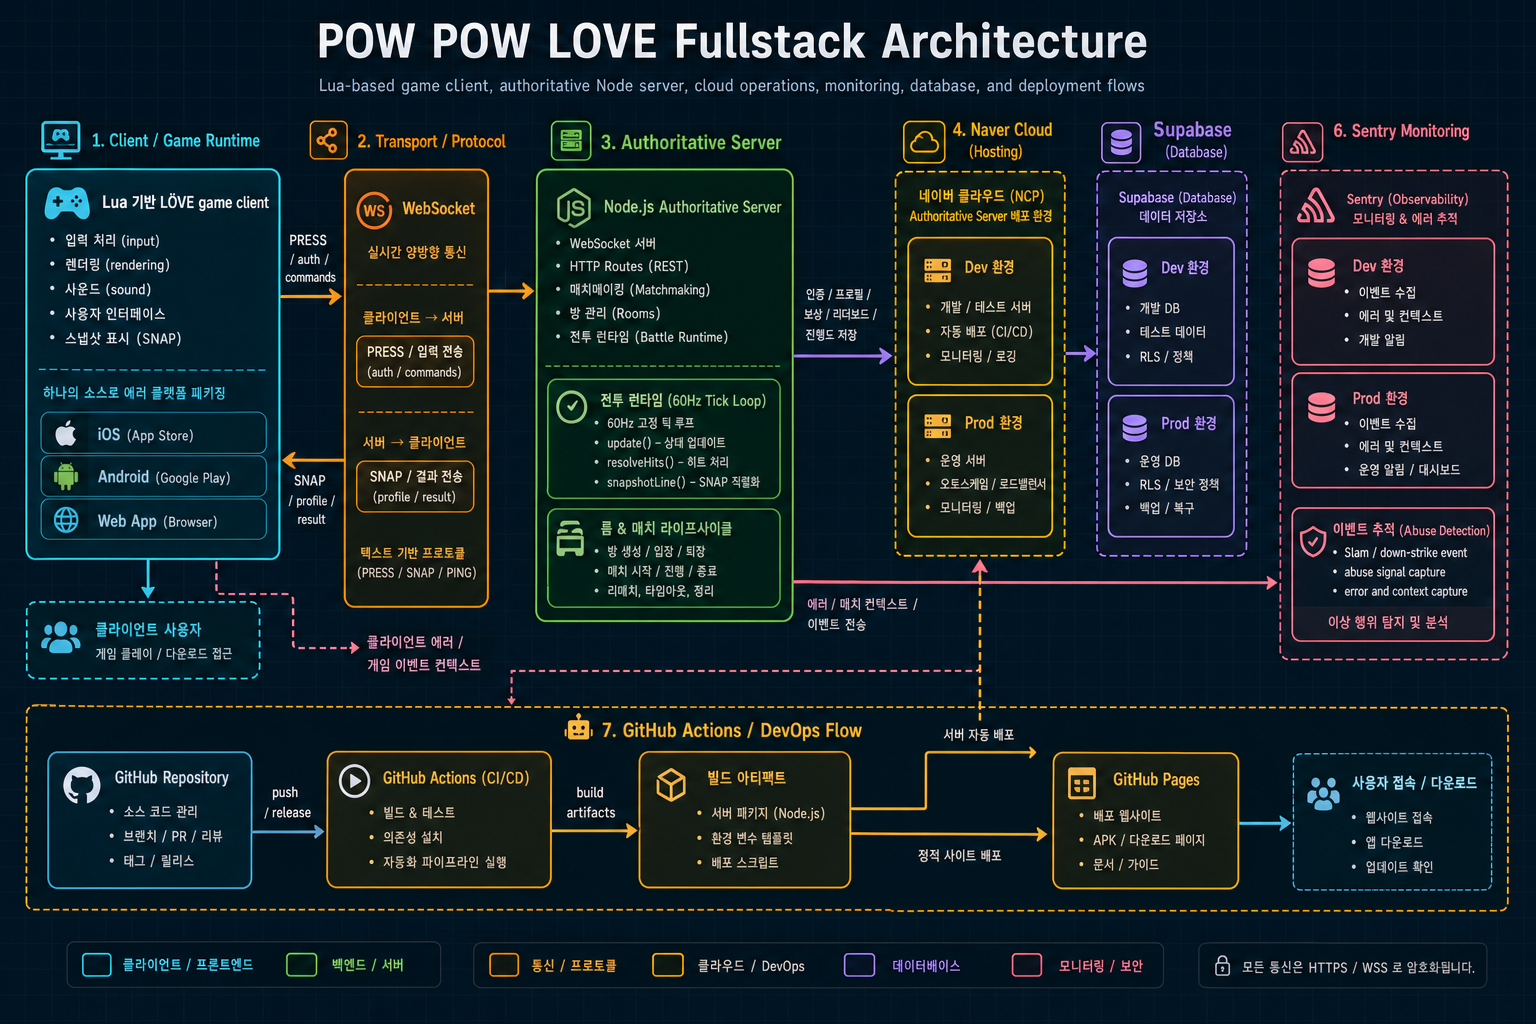 POW POW LOVE Fullstack Architecture
Lua-based game client, authoritative Node server, cloud operations, monitoring, database, and deployment flows
1. Client / Game Runtime
Lua 기반 LÖVE game client
• 입력 처리 (input)
• 렌더링 (rendering)
• 사운드 (sound)
• 사용자 인터페이스
• 스냅샷 표시 (SNAP)
하나의 소스로 여러 플랫폼 패키징
iOS (App Store)
Android (Google Play)
Web App (Browser)
클라이언트 사용자
게임 플레이 / 다운로드 접근
PRESS
/ auth /
commands
SNAP
/ profile /
result
클라이언트 에러 /
게임 이벤트 컨텍스트
2. Transport / Protocol
WS
WebSocket
실시간 양방향 통신
클라이언트 → 서버
PRESS / 입력 전송
(auth / commands)
서버 → 클라이언트
SNAP / 결과 전송
(profile / result)
텍스트 기반 프로토콜
(PRESS / SNAP / PING)
3. Authoritative Server
JS
Node.js Authoritative Server
• WebSocket 서버
• HTTP Routes (REST)
• 매치메이킹 (Matchmaking)
• 방 관리 (Rooms)
• 전투 런타임 (Battle Runtime)
전투 런타임 (60Hz Tick Loop)
• 60Hz 고정 틱 루프
• update() – 상대 업데이트
• resolveHits() – 히트 처리
• snapshotLine() – SNAP 직렬화
룸 & 매치 라이프사이클
• 방 생성 / 입장 / 퇴장
• 매치 시작 / 진행 / 종료
• 리매치, 타임아웃, 정리
인증 / 프로필 /
보상 / 리더보드 /
진행도 저장
에러 / 매치 컨텍스트 /
이벤트 전송
4. Naver Cloud
(Hosting)
네이버 클라우드 (NCP)
Authoritative Server 배포 환경
Dev 환경
• 개발 / 테스트 서버
• 자동 배포 (CI/CD)
• 모니터링 / 로깅
Prod 환경
• 운영 서버
• 오토스케일 / 로드밸런서
• 모니터링 / 백업
Supabase
(Database)
Supabase (Database)
데이터 저장소
Dev 환경
• 개발 DB
• 테스트 데이터
• RLS / 정책
Prod 환경
• 운영 DB
• RLS / 보안 정책
• 백업 / 복구
6. Sentry Monitoring
Sentry (Observability)
모니터링 & 에러 추적
Dev 환경
• 이벤트 수집
• 에러 및 컨텍스트
• 개발 알림
Prod 환경
• 이벤트 수집
• 에러 및 컨텍스트
• 운영 알림 / 대시보드
이벤트 추적 (Abuse Detection)
• Slam / down-strike event
• abuse signal capture
• error and context capture
이상 행위 탐지 및 분석
7. GitHub Actions / DevOps Flow
GitHub Repository
• 소스 코드 관리
• 브랜치 / PR / 리뷰
• 태그 / 릴리스
push
/ release
GitHub Actions (CI/CD)
• 빌드 & 테스트
• 의존성 설치
• 자동화 파이프라인 실행
build
artifacts
빌드 아티팩트
• 서버 패키지 (Node.js)
• 환경 변수 템플릿
• 배포 스크립트
서버 자동 배포
정적 사이트 배포
GitHub Pages
• 배포 웹사이트
• APK / 다운로드 페이지
• 문서 / 가이드
사용자 접속 / 다운로드
• 웹사이트 접속
• 앱 다운로드
• 업데이트 확인
클라이언트 / 프론트엔드
백엔드 / 서버
통신 / 프로토콜
클라우드 / DevOps
데이터베이스
모니터링 / 보안
모든 통신은 HTTPS / WSS 로 암호화됩니다.